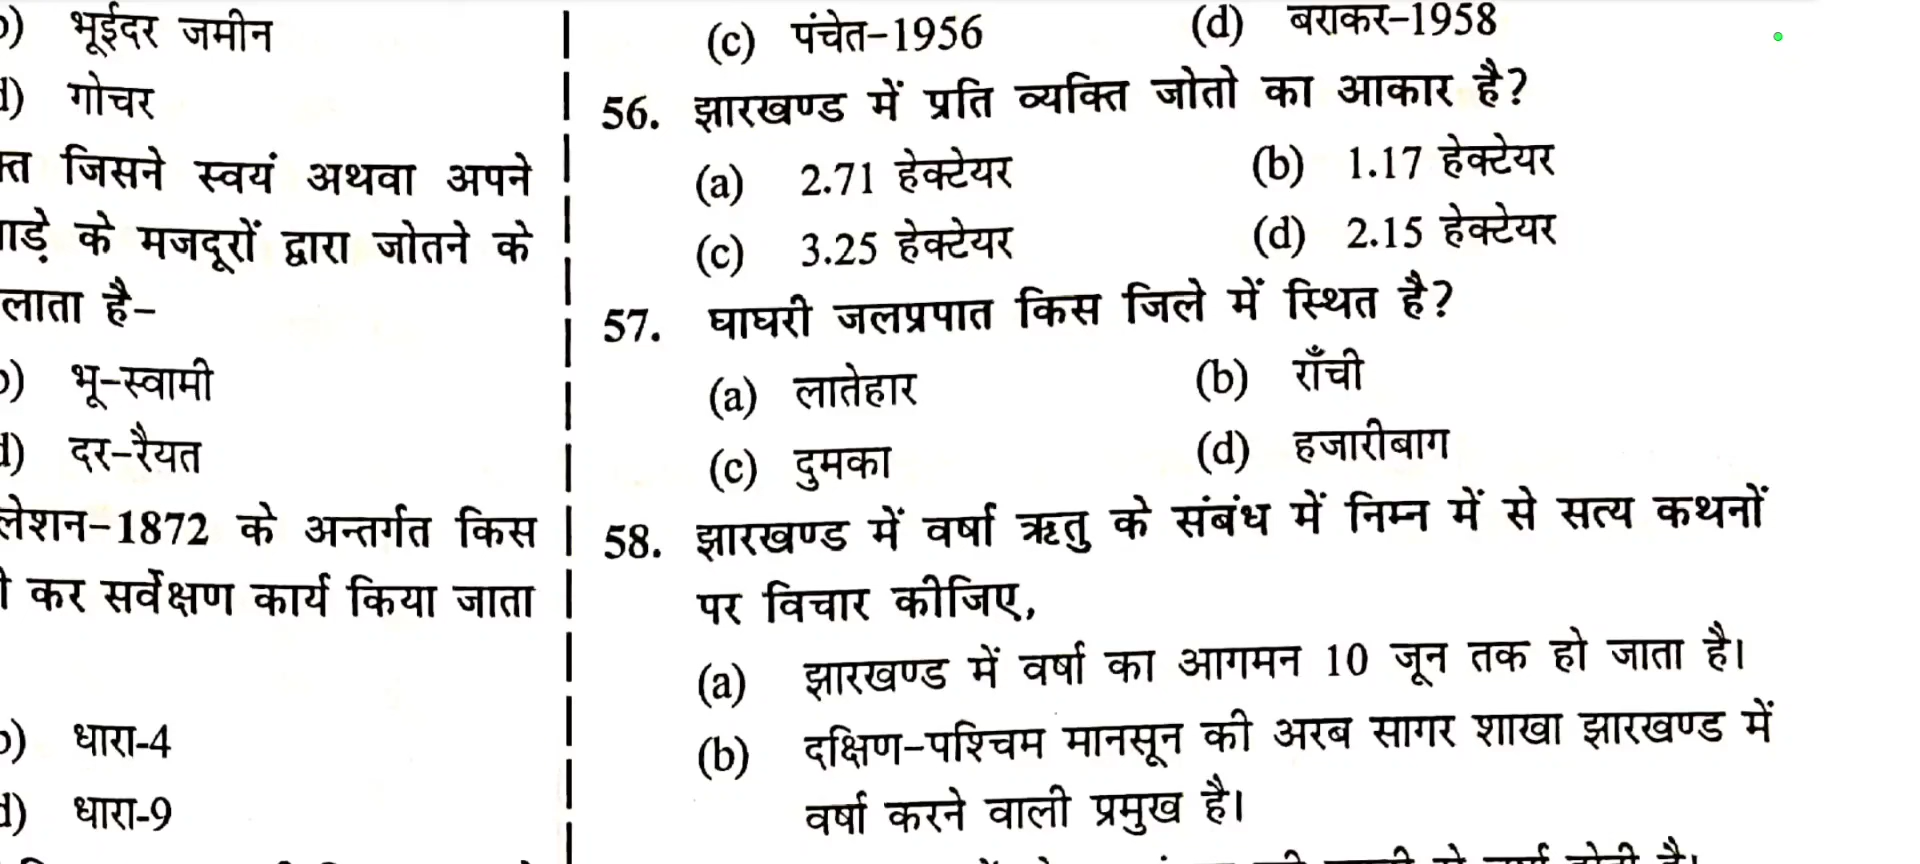 भूईदर जमीन
गोचर
जिसने स्वयं अथवा अपने
के मजदूरों द्वारा जोतने के
है-
भू-स्वामी
दर-रैयत
1872 के अन्तर्गत किस
कर सर्वेक्षण कार्य किया जाता
धारा-4
धारा-9
(c) पंचेत-1956 (d) बराकर-1958
56. झारखण्ड में प्रति व्यक्ति जोतो का आकार है?
(a) 2.71 हेक्टेयर (b) 1.17 हेक्टेयर
(c) 3.25 हेक्टेयर (d) 2.15 हेक्टेयर
57. घाघरी जलप्रपात किस जिले में स्थित है?
(a) लातेहार (b) राँची
(c) दुमका (d) हजारीबाग
58. झारखण्ड में वर्षा ऋतु के संबंध में निम्न में से सत्य कथनों
पर विचार कीजिए,
(a) झारखण्ड में वर्षा का आगमन 10 जून तक हो जाता है।
(b) दक्षिण-पश्चिम मानसून की अरब सागर शाखा झारखण्ड में
वर्षा करने वाली प्रमुख है।